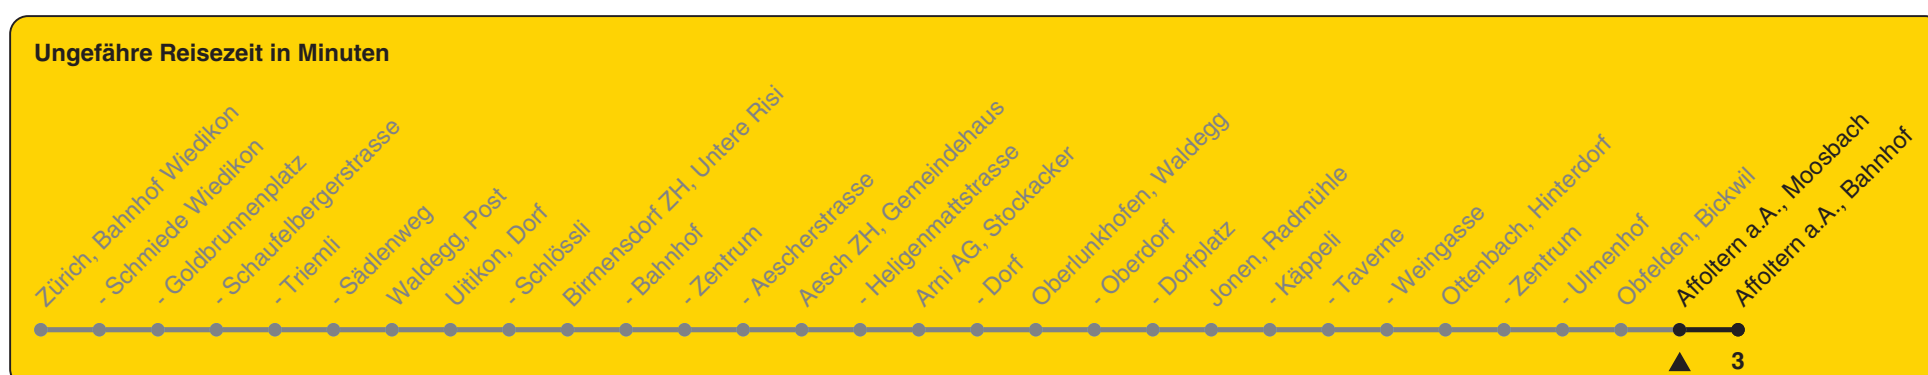 Ungefähre Reisezeit in Minuten
Zürich, Bahnhof Wiedikon
- Schmiede Wiedikon
- Goldbrunnenplatz
- Schaufelbergerstrasse
- Triemli
- Sädlenweg
Waldegg, Post
Uitikon, Dorf
- Schlössli
Birmensdorf ZH, Untere Risi
- Bahnhof
- Zentrum
- Aescherstrasse
Aesch ZH, Gemeindehaus
- Heligenmattstrasse
Arni AG, Stockacker
- Dorf
Oberlunkhofen, Waldegg
- Oberdorf
- Dorfplatz
Jonen, Radmühle
- Käppeli
- Taverne
- Weingasse
Ottenbach, Hinterdorf
- Zentrum
- Ulmenhof
Obfelden, Bickwil
Affoltern a.A., Moosbach
Affoltern a.A., Bahnhof
3